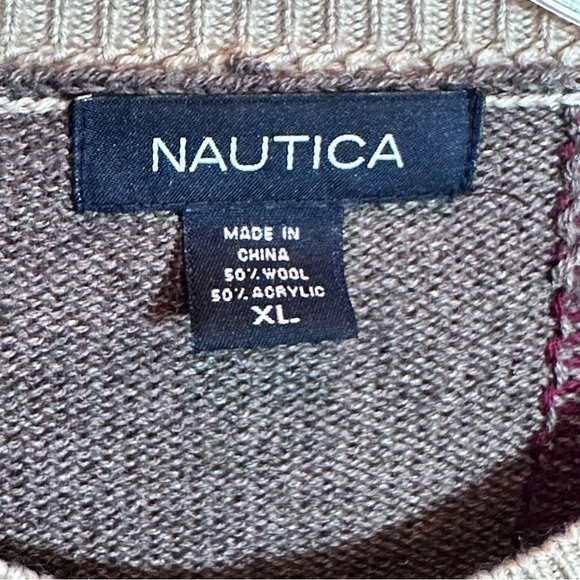 NAUTICA
MADE IN
CHINA
50% WOOL
50% ACRYLIC
XL